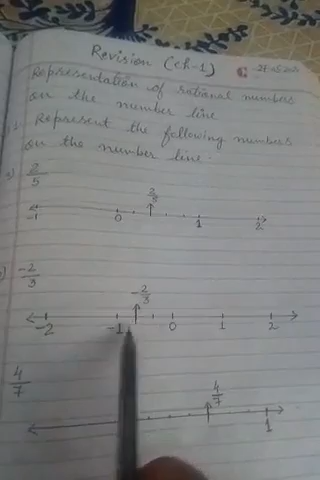 Revision (ch-1)
Representation of rational numbers
on the number line
1. Represent the following numbers
on the number line.
2/5
2/5
-1 0 1 2
-2/3
-2/3
-2 -1 0 1 2
4/7
4/7
1